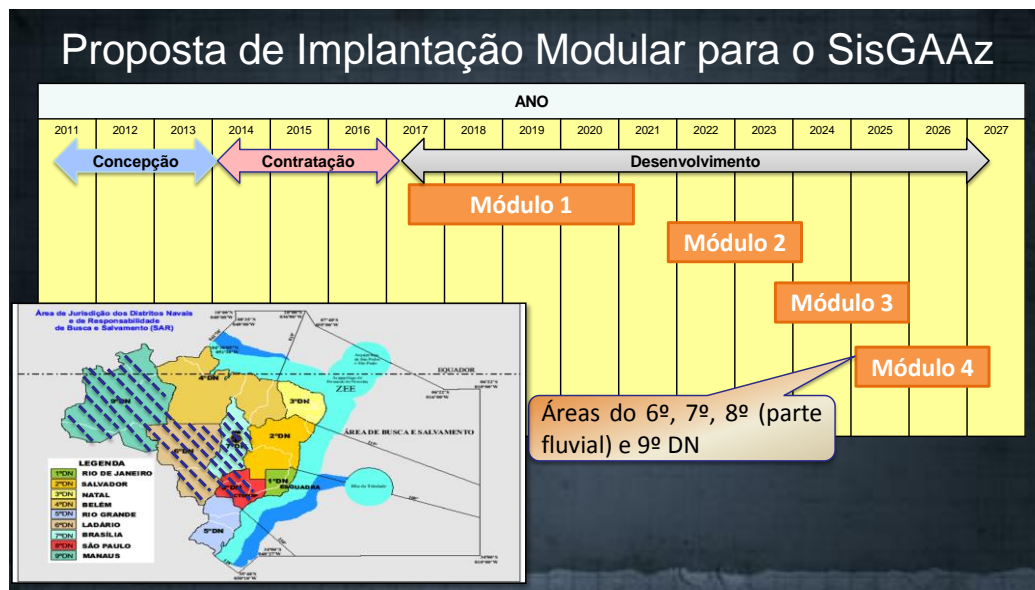 Proposta de Implantação Modular para o SisGAAz
ANO
2011 2012 2013 2014 2015 2016 2017 2018 2019 2020 2021 2022 2023 2024 2025 2026 2027
Concepção Contratação Desenvolvimento
Módulo 1
Módulo 2
Módulo 3
Módulo 4
Áreas do 6º, 7º, 8º (parte
fluvial) e 9º DN
Área de Jurisdição dos Distritos Navais
e de Responsabilidade
de Busca e Salvamento (SAR)
EQUADOR
ZEE
4ºDN
3ºDN
ÁREA DE BUSCA E SALVAMENTO
2ºDN
1ºDN
ESQUADRA
5ºDN
LEGENDA
1ºDN RIO DE JANEIRO
2ºDN SALVADOR
3ºDN NATAL
4ºDN BELÉM
5ºDN RIO GRANDE
6ºDN LADÁRIO
7ºDN BRASÍLIA
8ºDN SÃO PAULO
9ºDN MANAUS